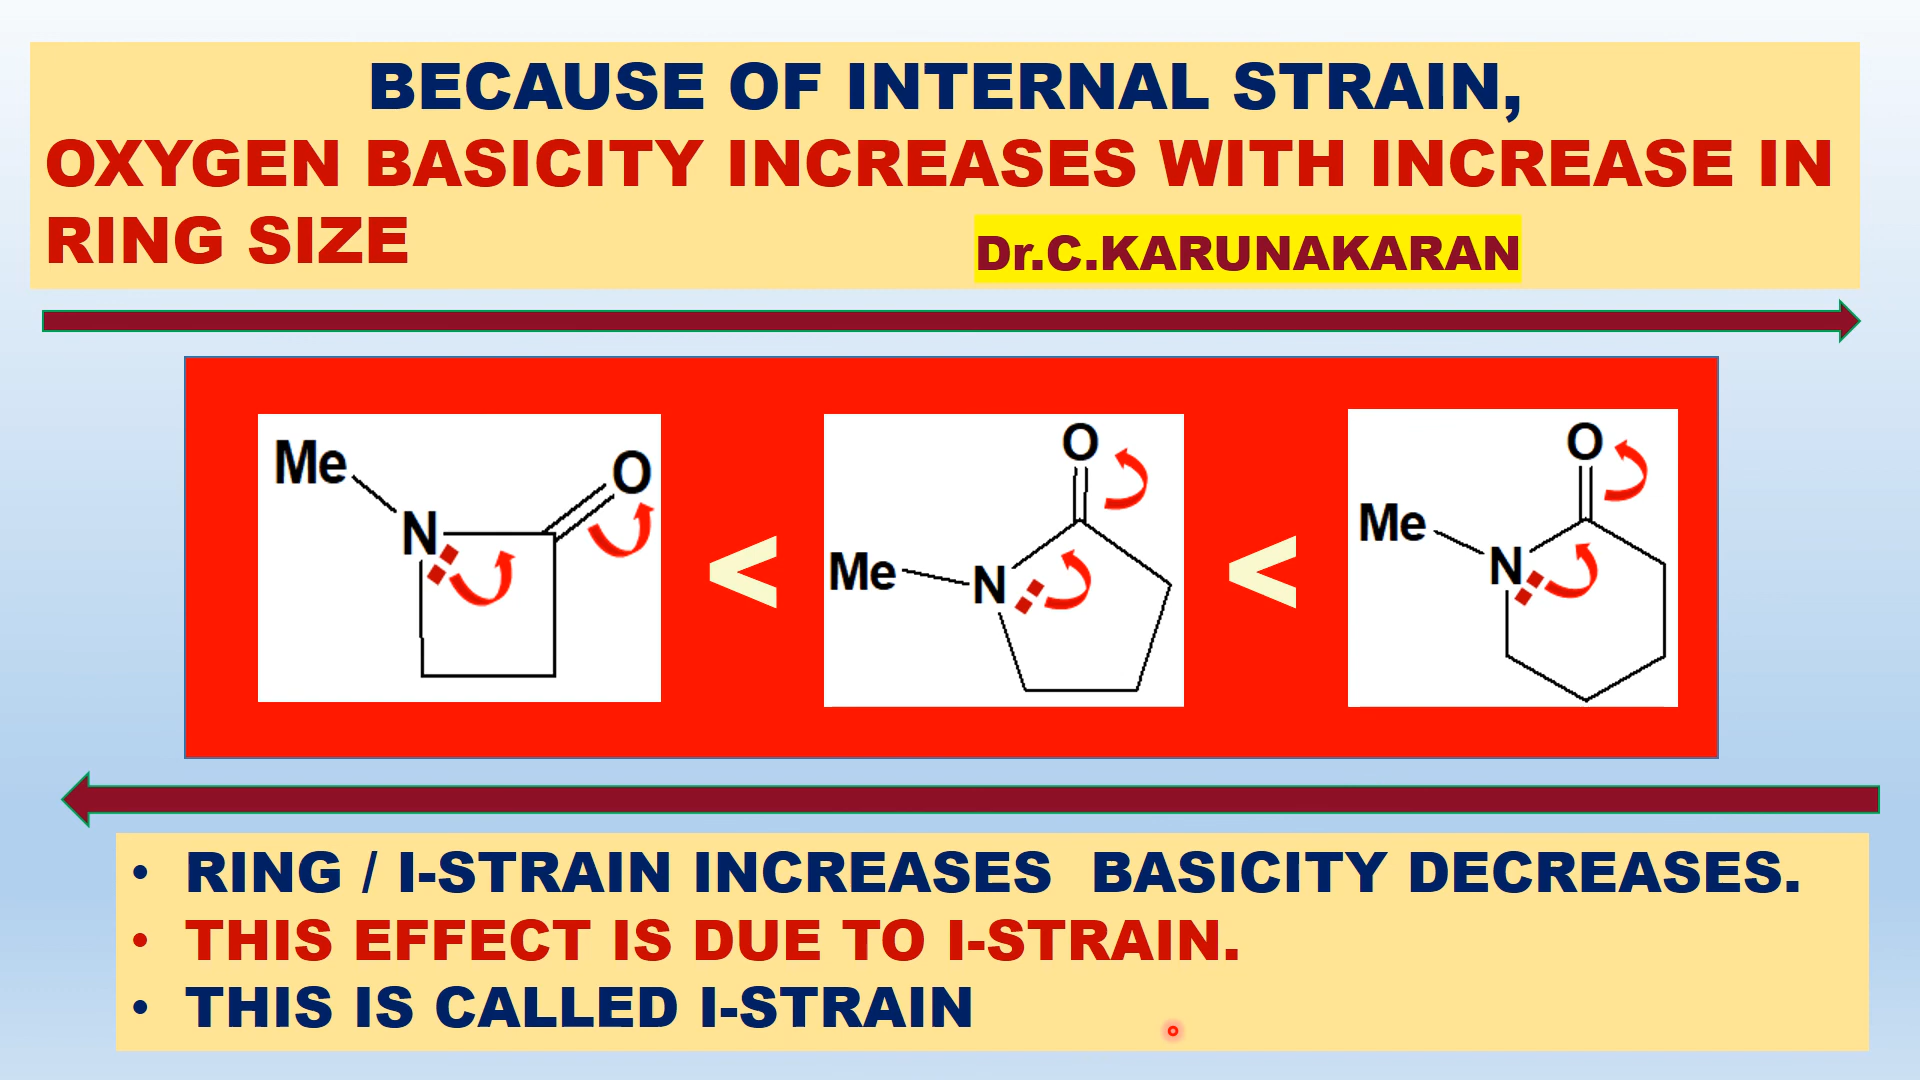 BECAUSE OF INTERNAL STRAIN,
OXYGEN BASICITY INCREASES WITH INCREASE IN
RING SIZE
Dr.C.KARUNAKARAN
Me N O < Me N O < Me N O
• RING / I-STRAIN INCREASES BASICITY DECREASES.
• THIS EFFECT IS DUE TO I-STRAIN.
• THIS IS CALLED I-STRAIN